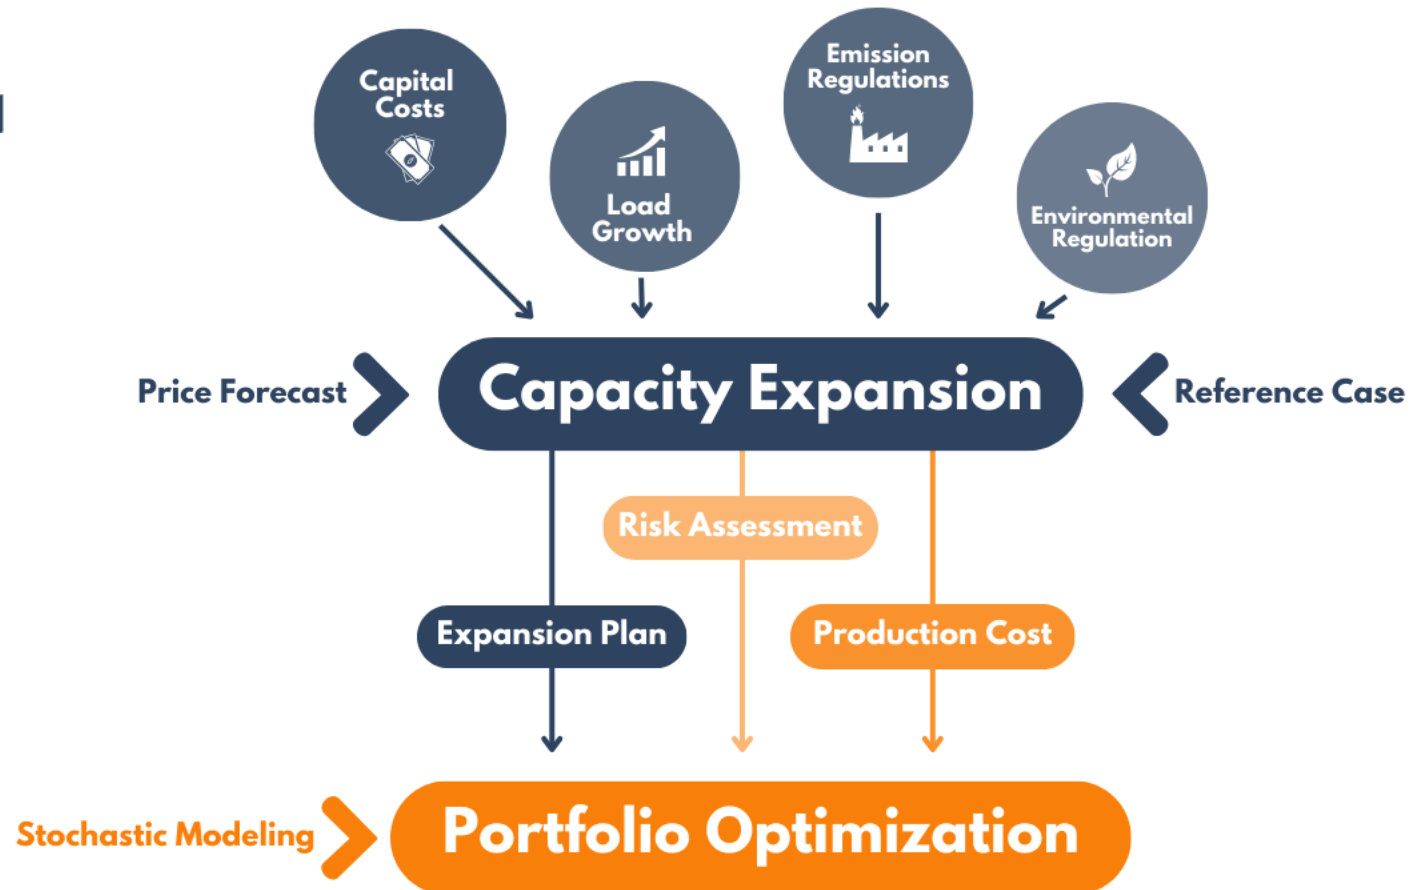 Capital
Costs
Load
Growth
Emission
Regulations
Environmental
Regulation
Price Forecast
Capacity Expansion
Reference Case
Risk Assessment
Expansion Plan
Production Cost
Stochastic Modeling
Portfolio Optimization